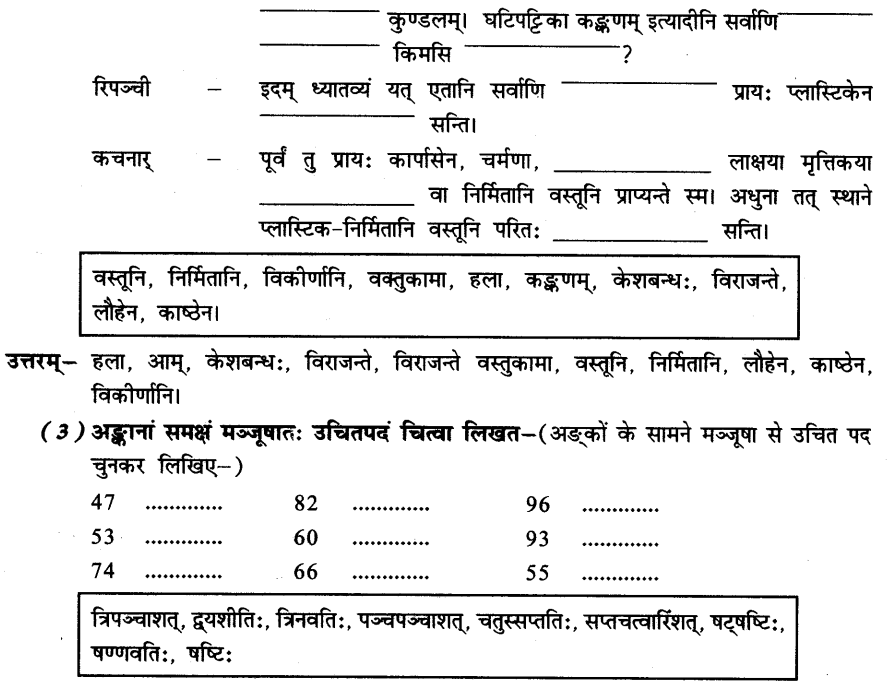 __________ कुण्डलम्। घटिपट्टिका कङ्कणम् इत्यादीनि सर्वाणि __________
__________ किमसि __________?
रिपञ्ची – इदम् ध्यातव्यं यत् एतानि सर्वाणि __________ प्रायः प्लास्टिकेन
__________ सन्ति।
कचनार् – पूर्वं तु प्रायः कार्पासेन, चर्मणा, __________ लाक्षया मृत्तिकया
__________ वा निर्मितानि वस्तूनि प्राप्यन्ते स्म। अधुना तत् स्थाने
प्लास्टिक-निर्मितानि वस्तूनि परितः __________ सन्ति।
वस्तूनि, निर्मितानि, विकीर्णानि, वक्तुकामा, हला, कङ्कणम्, केशबन्धः, विराजन्ते,
लौहेन, काष्ठेन।
उत्तरम्– हला, आम्, केशबन्धः, विराजन्ते, विराजन्ते वस्तुकामा, वस्तूनि, निर्मितानि, लौहेन, काष्ठेन,
विकीर्णानि।
(3) अङ्कानां समक्षं मञ्जूषातः उचितपदं चित्वा लिखत–(अङ्कों के सामने मञ्जूषा से उचित पद
चुनकर लिखिए–)
47 ............. 82 ............. 96 .............
53 ............. 60 ............. 93 .............
74 ............. 66 ............. 55 .............
त्रिपञ्चाशत्, द्वयशीतिः, त्रिनवतिः, पञ्चपञ्चाशत्, चतुस्सप्ततिः, सप्तचत्वारिंशत्, षट्षष्टिः,
षण्णवतिः, षष्टिः